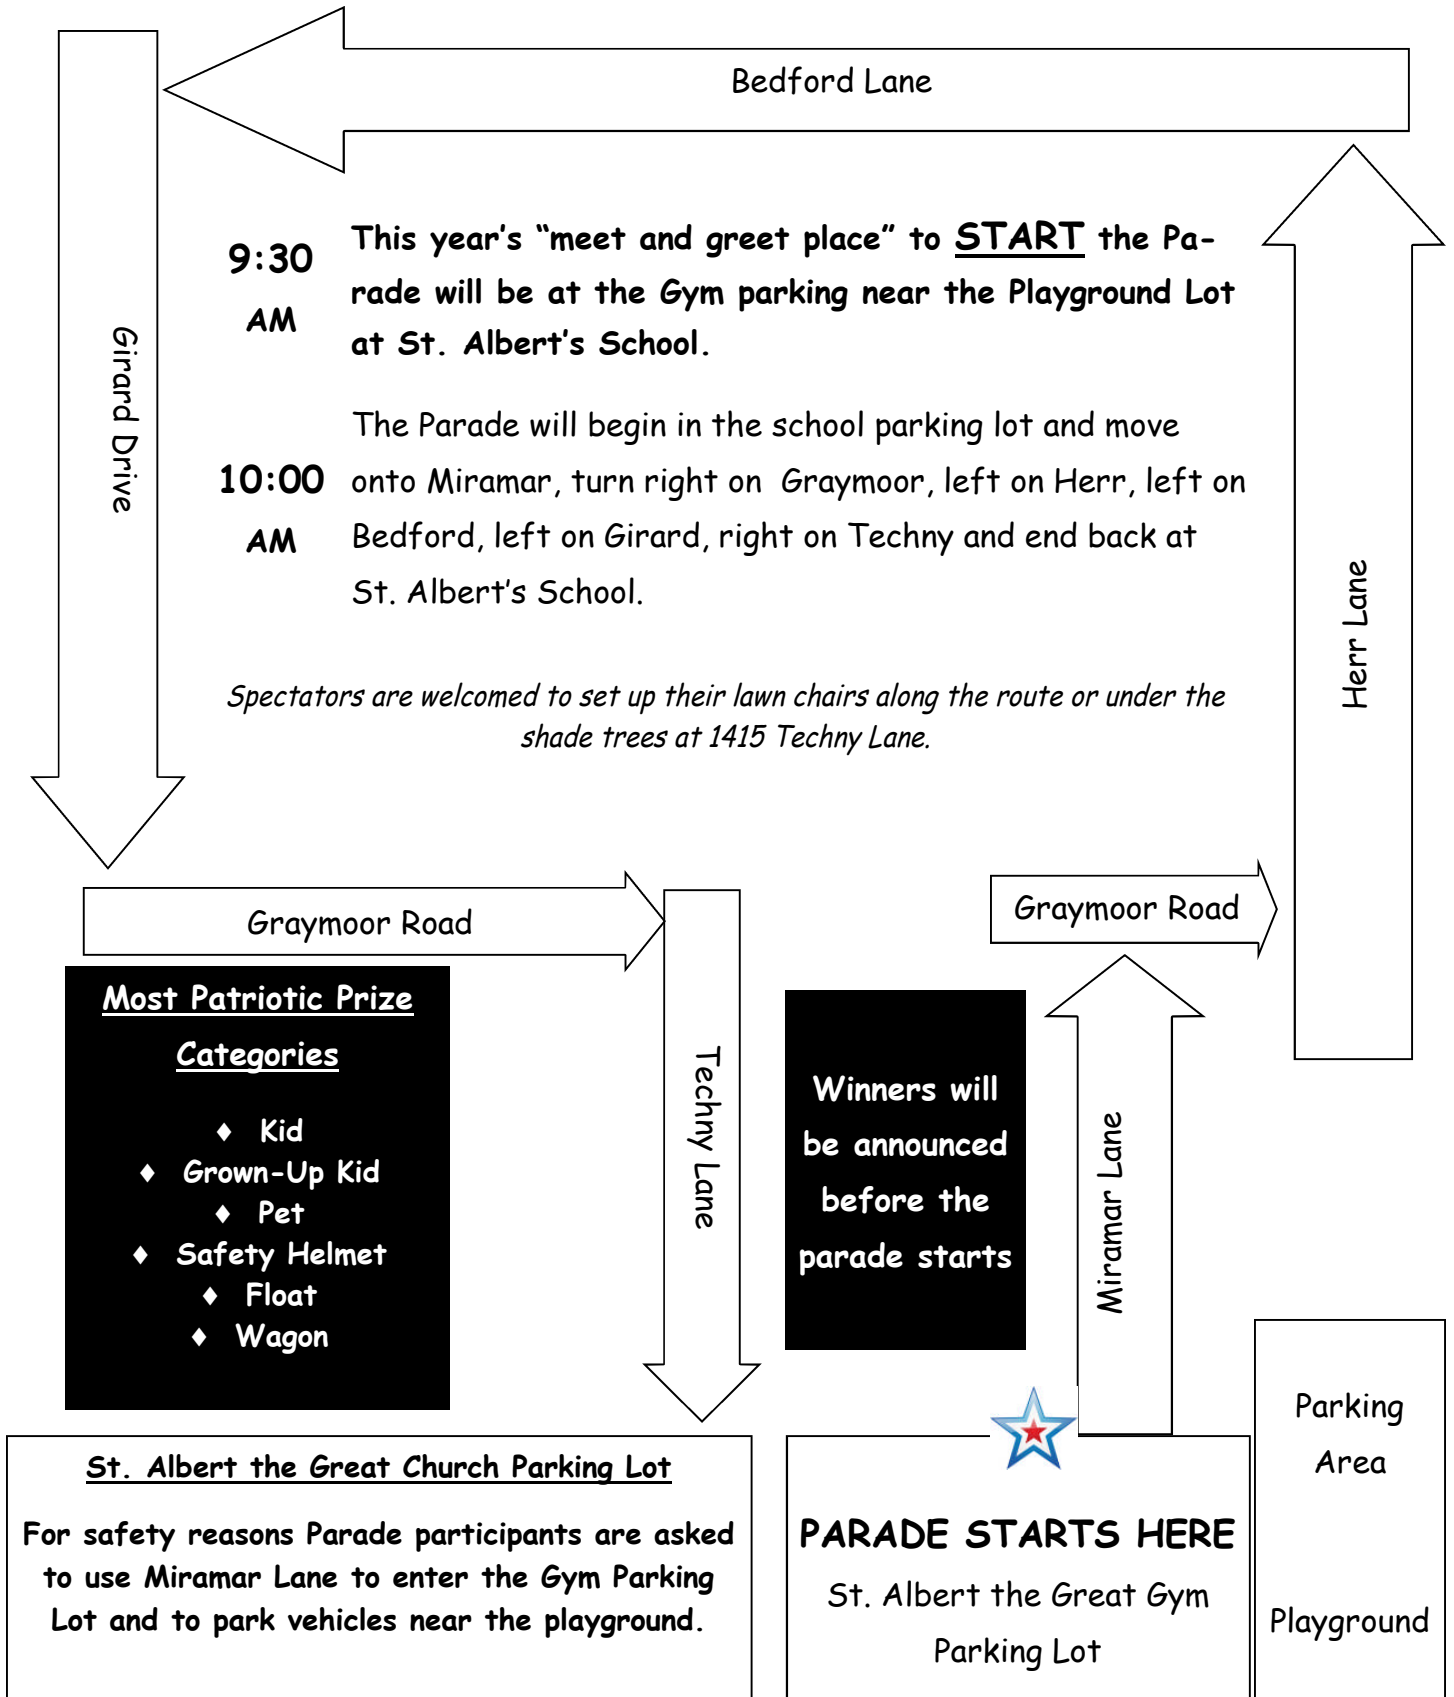 Bedford Lane
Girard Drive
9:30
AM
This year's “meet and greet place” to START the Pa-
rade will be at the Gym parking near the Playground Lot
at St. Albert's School.
10:00
AM
The Parade will begin in the school parking lot and move
onto Miramar, turn right on Graymoor, left on Herr, left on
Bedford, left on Girard, right on Techny and end back at
St. Albert's School.
Herr Lane
Spectators are welcomed to set up their lawn chairs along the route or under the
shade trees at 1415 Techny Lane.
Graymoor Road
Graymoor Road
Most Patriotic Prize
Categories
♦ Kid
♦ Grown-Up Kid
♦ Pet
♦ Safety Helmet
♦ Float
♦ Wagon
Techny Lane
Winners will
be announced
before the
parade starts
Miramar Lane
St. Albert the Great Church Parking Lot
For safety reasons Parade participants are asked
to use Miramar Lane to enter the Gym Parking
Lot and to park vehicles near the playground.
PARADE STARTS HERE
St. Albert the Great Gym
Parking Lot
Parking
Area
Playground